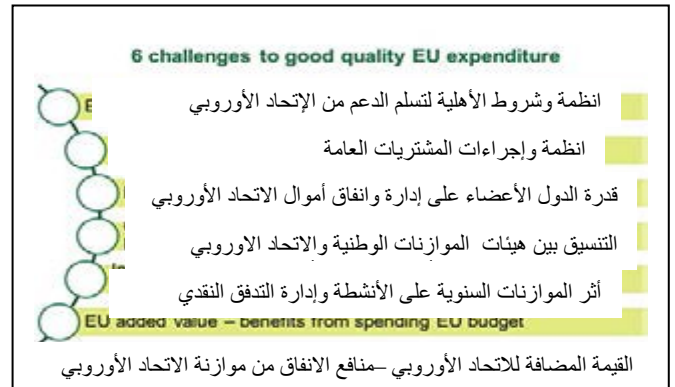 6 challenges to good quality EU expenditure
انظمة وشروط الأهلية لتسلم الدعم من الإتحاد الأوروبي
انظمة وإجراءات المشتريات العامة
قدرة الدول الأعضاء على إدارة وانفاق أموال الاتحاد الأوروبي
التنسيق بين هيئات الموازنات الوطنية والاتحاد الاوروبي
أثر الموازنات السنوية على الأنشطة وإدارة التدفق النقدي
EU added value – benefits from spending EU budget
القيمة المضافة للاتحاد الأوروبي –منافع الانفاق من موازنة الاتحاد الأوروبي